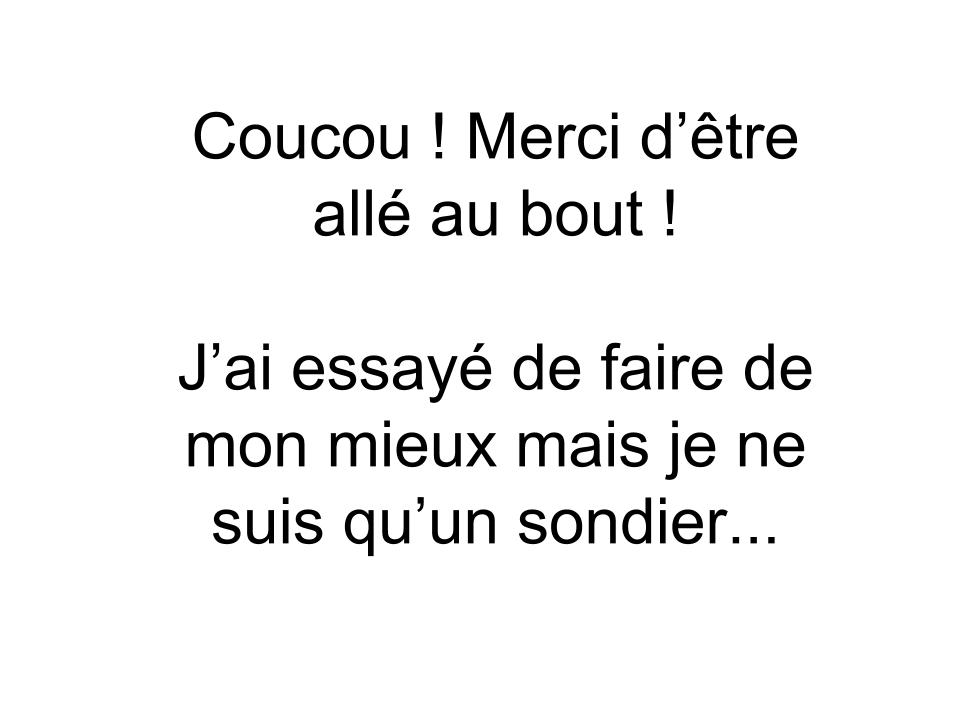 Coucou ! Merci d’être
allé au bout !
J’ai essayé de faire de
mon mieux mais je ne
suis qu’un sondier...